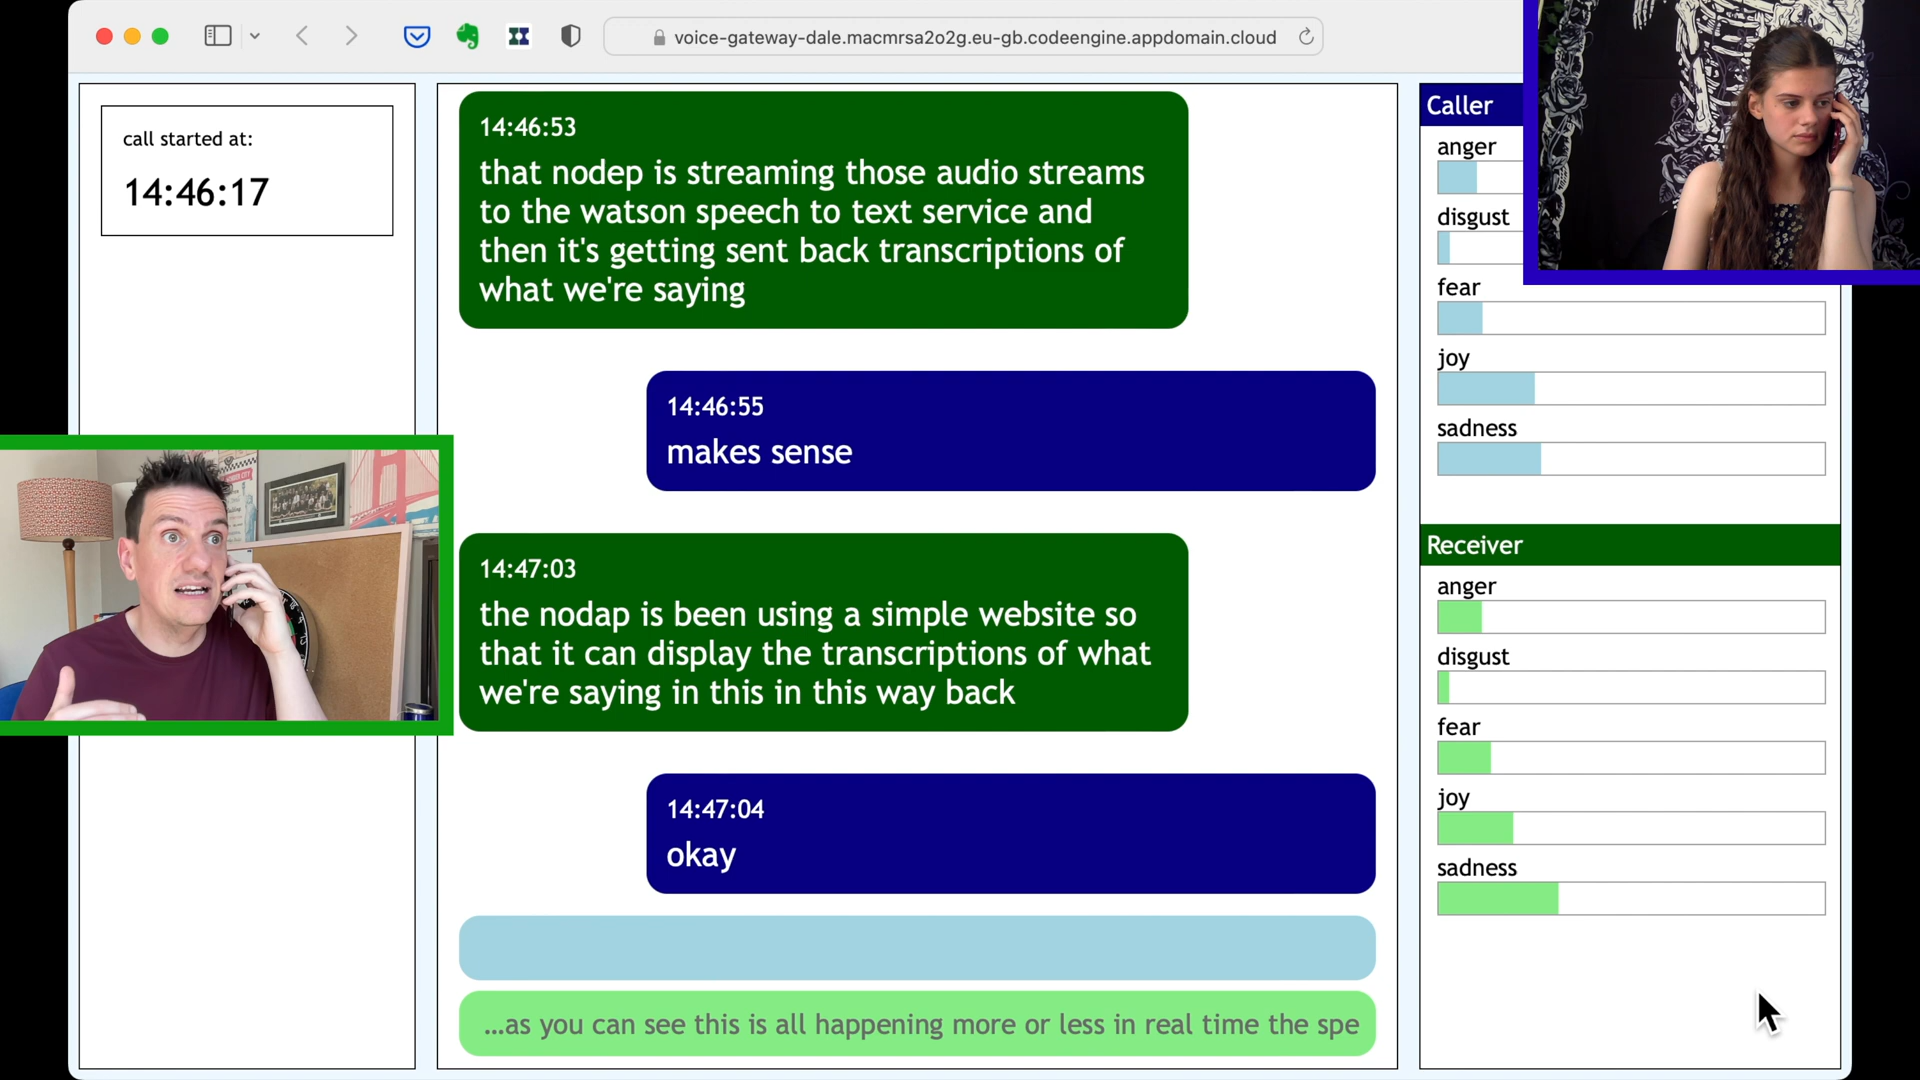 voice-gateway-dale.macmrsa2o2g.eu-gb.codeengine.appdomain.cloud
call started at:
14:46:17
14:46:53
that nodep is streaming those audio streams
to the watson speech to text service and
then it's getting sent back transcriptions of
what we're saying
14:46:55
makes sense
14:47:03
the nodap is been using a simple website so
that it can display the transcriptions of what
we're saying in this in this way back
14:47:04
okay
...as you can see this is all happening more or less in real time the spe
Caller
anger
disgust
fear
joy
sadness
Receiver
anger
disgust
fear
joy
sadness